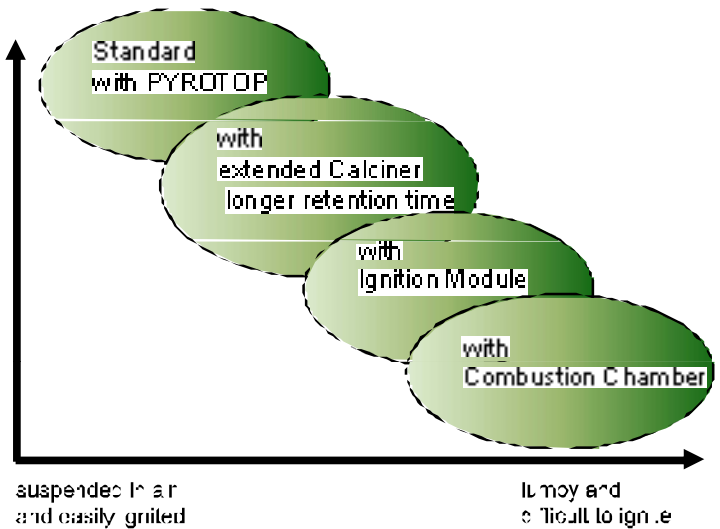 Standard
with PYROTOP
with
extended Calciner
longer retention time
with
Ignition Module
with
Combustion Chamber
suspended in air
and easily ignited
lumpy and
difficult to ignite